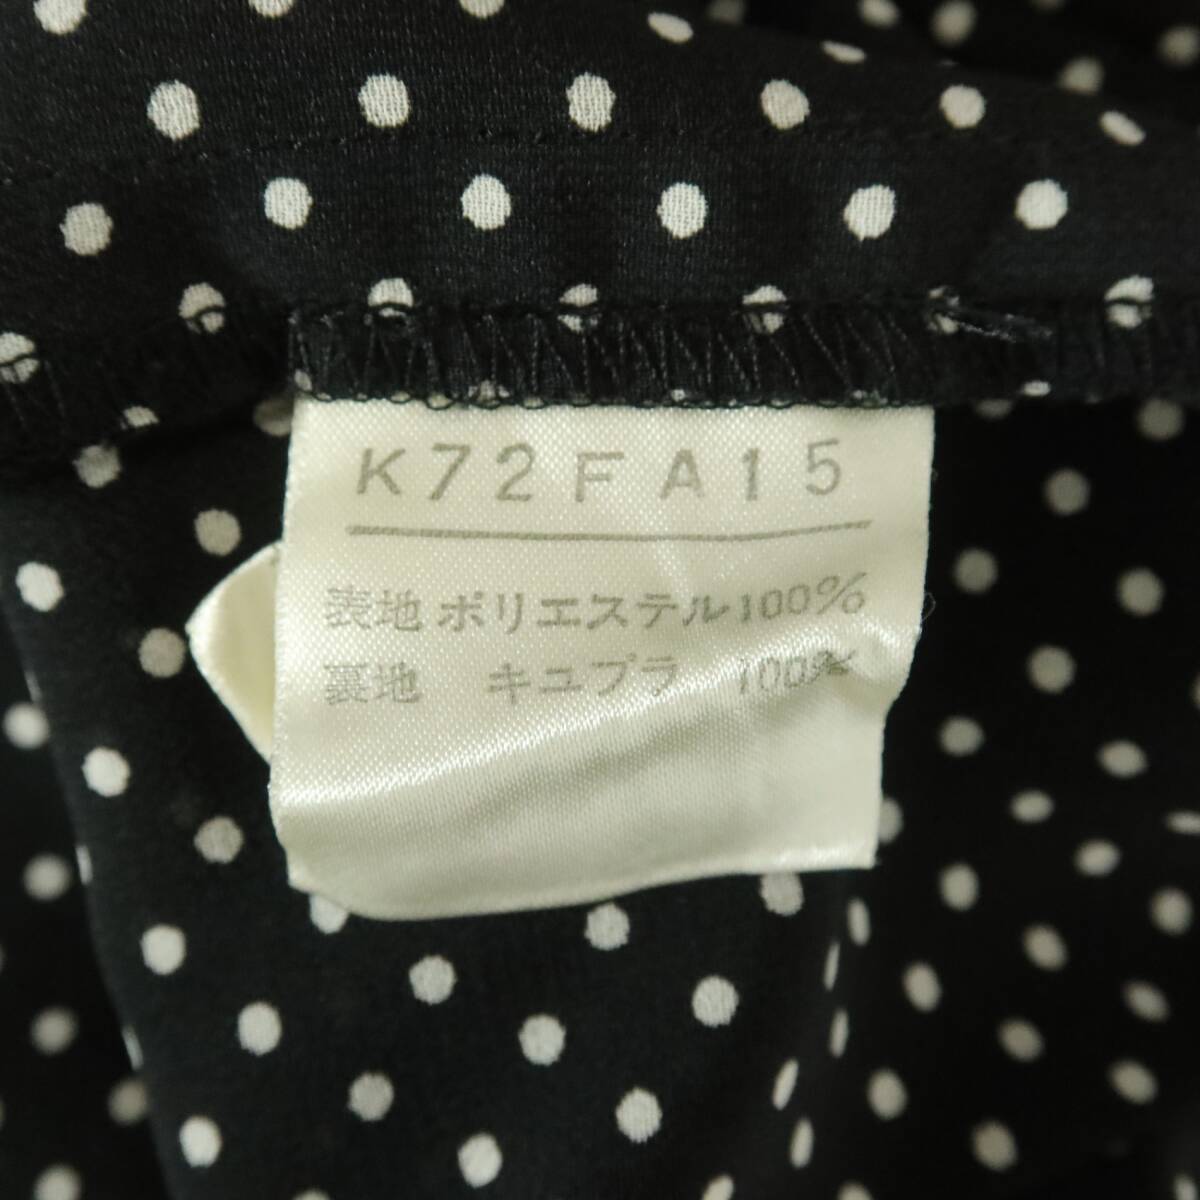 K72FA15
表地 ポリエステル100%
裏地 キュプラ 100%